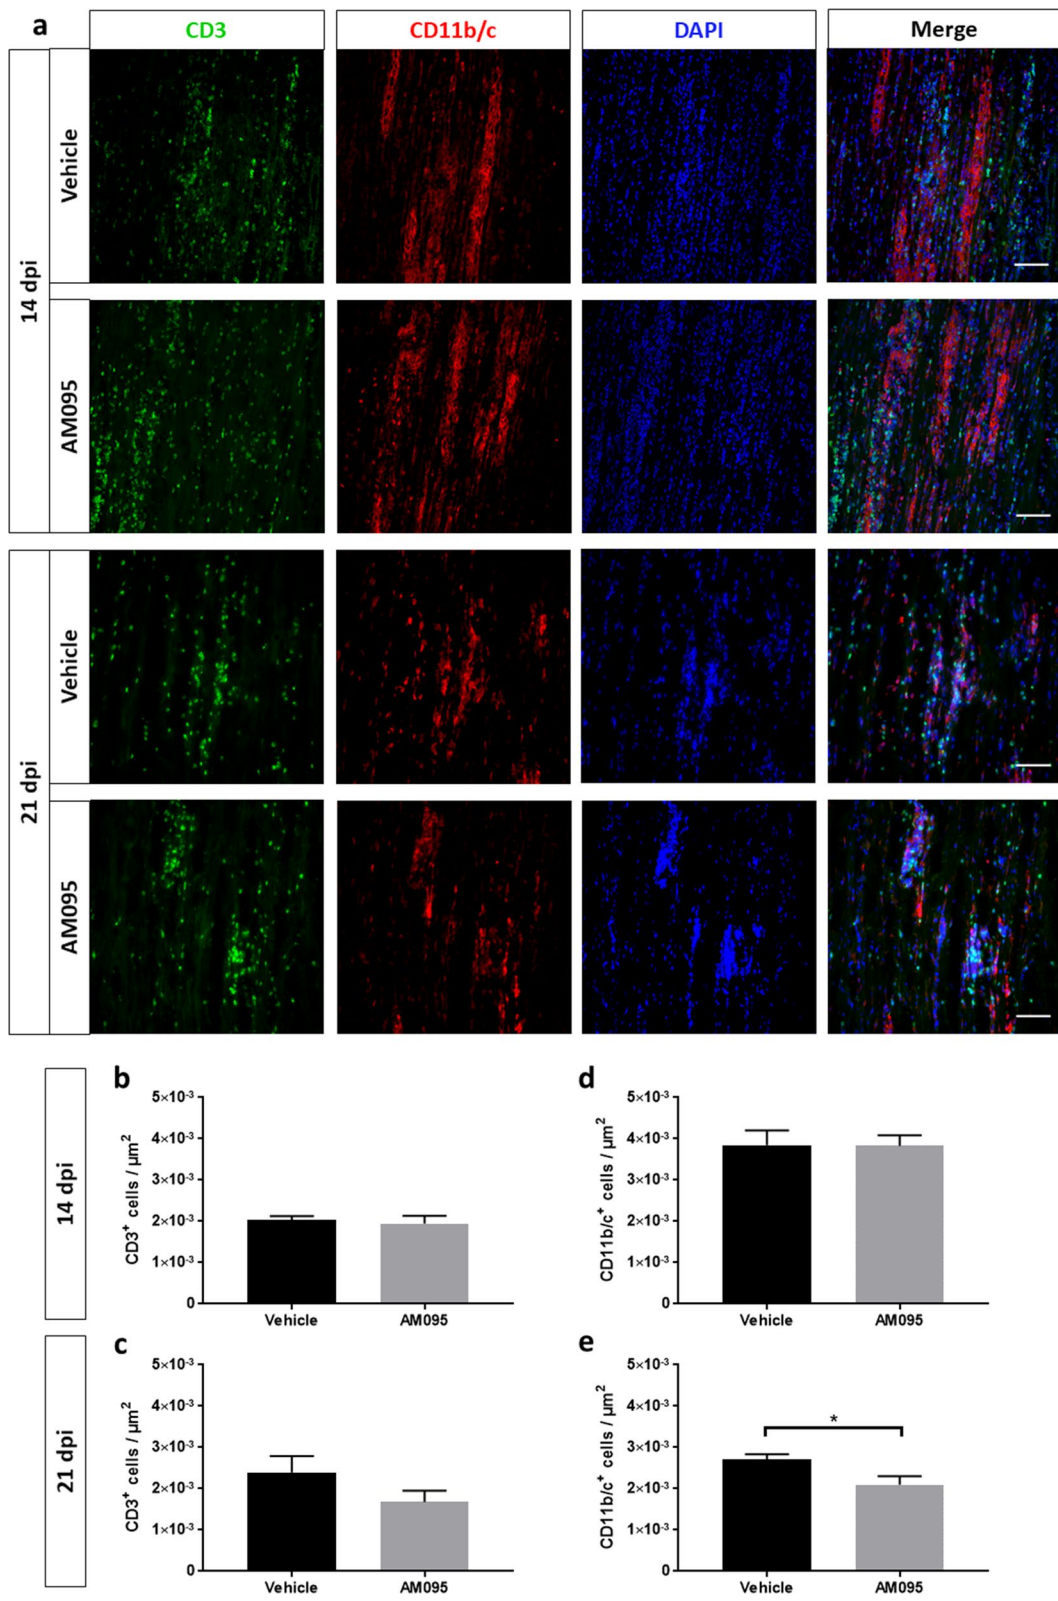 a
CD3
CD11b/c
DAPI
Merge
14 dpi
Vehicle
AM095
21 dpi
Vehicle
AM095
14 dpi
b
CD3⁺ cells / µm²
5×10⁻³
4×10⁻³
3×10⁻³
2×10⁻³
1×10⁻³
0
Vehicle
AM095
d
CD11b/c⁺ cells / µm²
5×10⁻³
4×10⁻³
3×10⁻³
2×10⁻³
1×10⁻³
0
Vehicle
AM095
21 dpi
c
CD3⁺ cells / µm²
5×10⁻³
4×10⁻³
3×10⁻³
2×10⁻³
1×10⁻³
0
Vehicle
AM095
e
CD11b/c⁺ cells / µm²
5×10⁻³
4×10⁻³
3×10⁻³
2×10⁻³
1×10⁻³
0
*
Vehicle
AM095